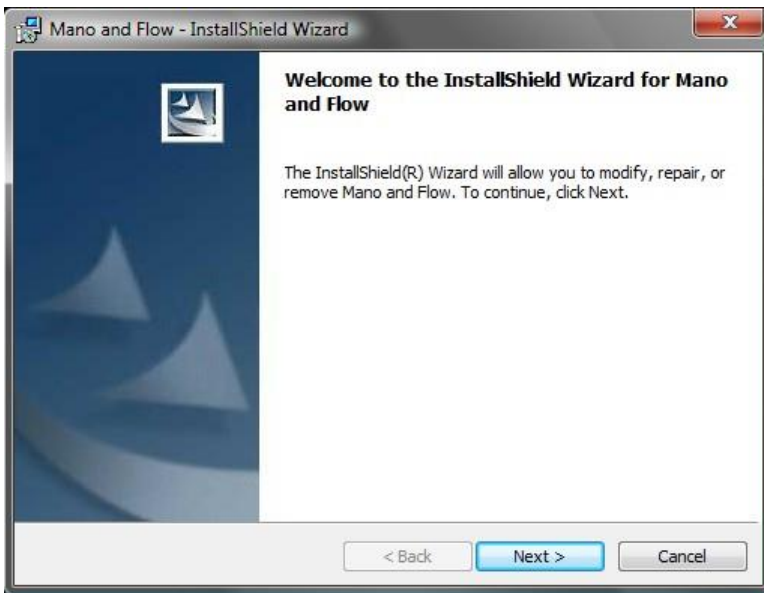 Mano and Flow - InstallShield Wizard
Welcome to the InstallShield Wizard for Mano
and Flow
The InstallShield(R) Wizard will allow you to modify, repair, or
remove Mano and Flow. To continue, click Next.
< Back
Next >
Cancel